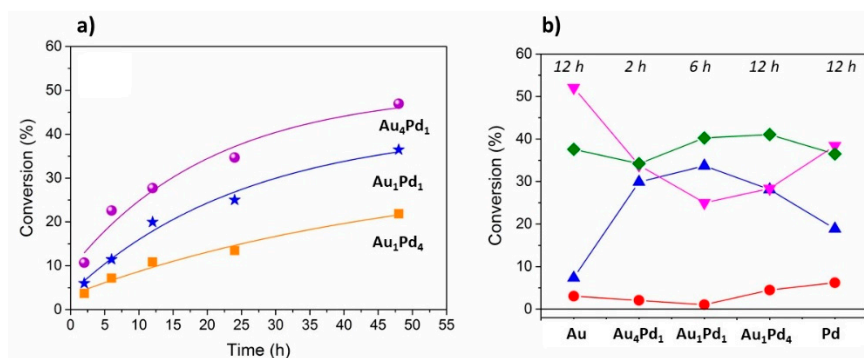 a)
60
50
40
30
20
10
0
Conversion (%)
Au₄Pd₁
Au₁Pd₁
Au₁Pd₄
0 5 10 15 20 25 30 35 40 45 50 55
Time (h)
b)
60
50
40
30
20
10
0
Conversion (%)
12 h 2 h 6 h 12 h 12 h
Au Au₄Pd₁ Au₁Pd₁ Au₁Pd₄ Pd